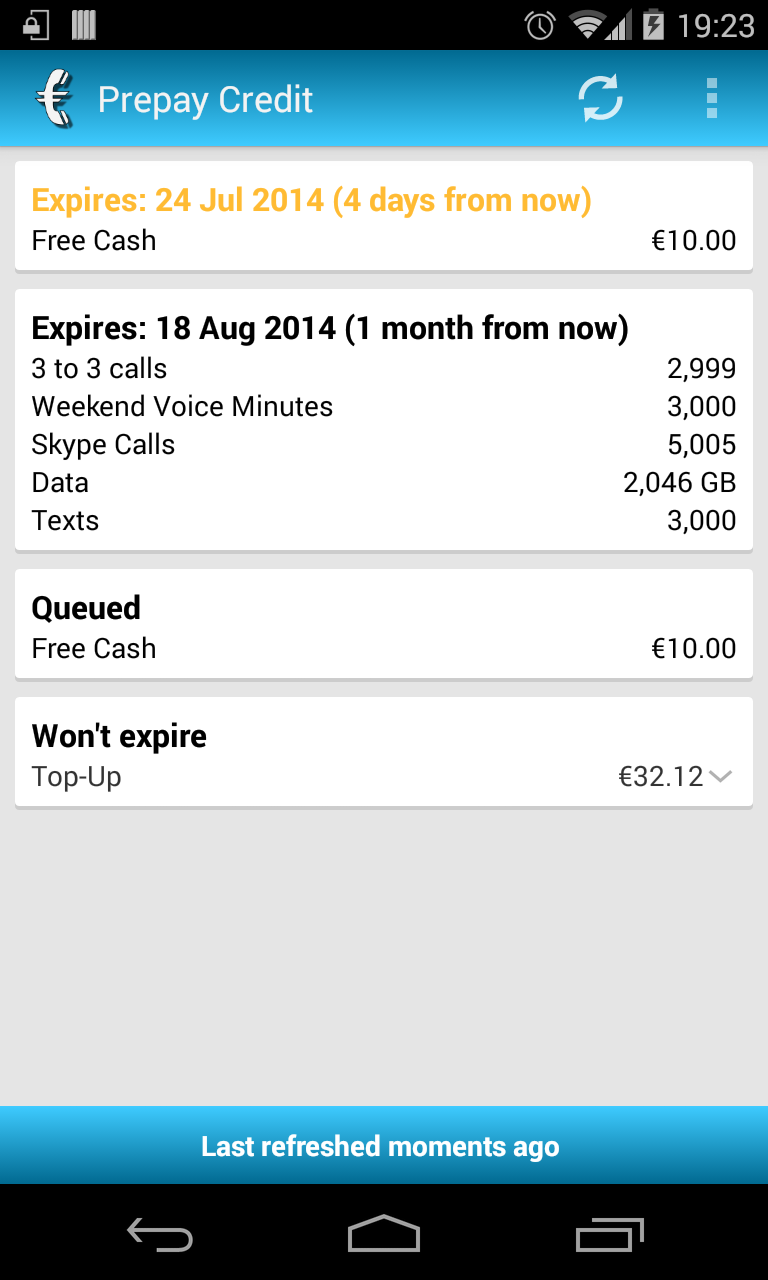 19:23
Prepay Credit
Expires: 24 Jul 2014 (4 days from now)
Free Cash €10.00
Expires: 18 Aug 2014 (1 month from now)
3 to 3 calls 2,999
Weekend Voice Minutes 3,000
Skype Calls 5,005
Data 2,046 GB
Texts 3,000
Queued
Free Cash €10.00
Won't expire
Top-Up €32.12
Last refreshed moments ago